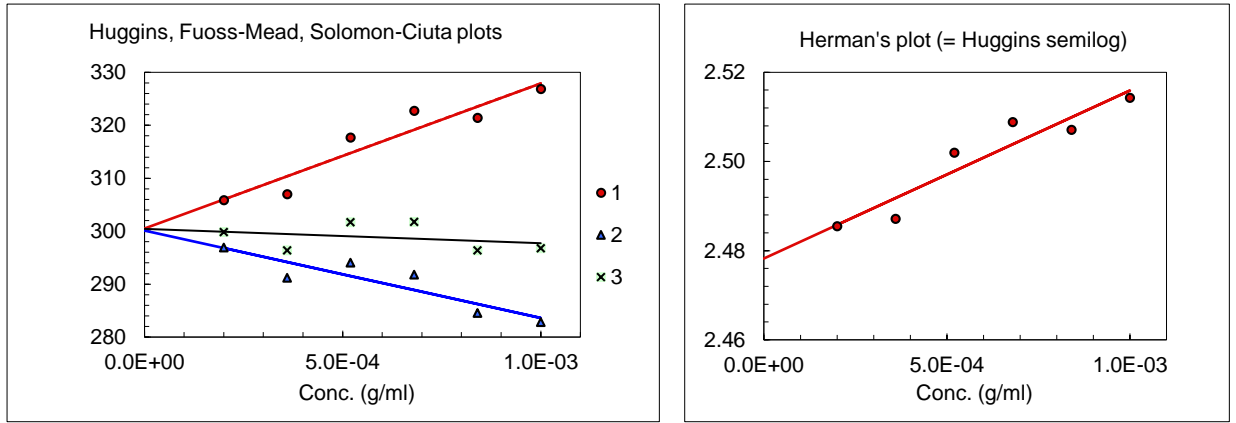 Huggins, Fuoss-Mead, Solomon-Ciuta plots
330
320
310
300
290
280
0.0E+00 5.0E-04 1.0E-03
Conc. (g/ml)
1
2
3
Herman's plot (= Huggins semilog)
2.52
2.50
2.48
2.46
0.0E+00 5.0E-04 1.0E-03
Conc. (g/ml)